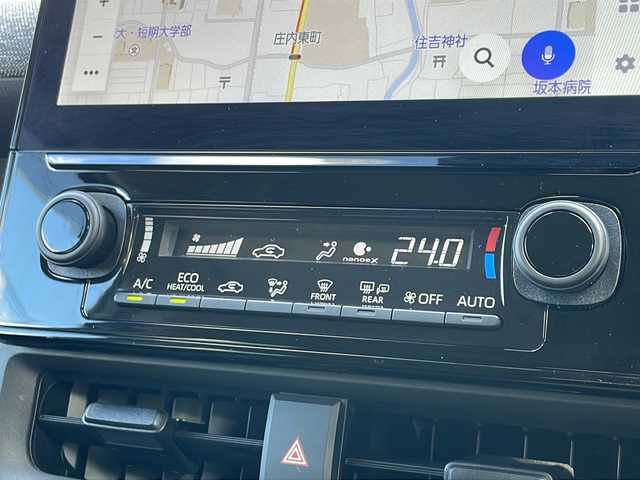 大・短期大学部
庄内東町
住吉神社
坂本病院
nanoeX
24.0
A/C
ECO
HEAT/COOL
FRONT
REAR
OFF
AUTO